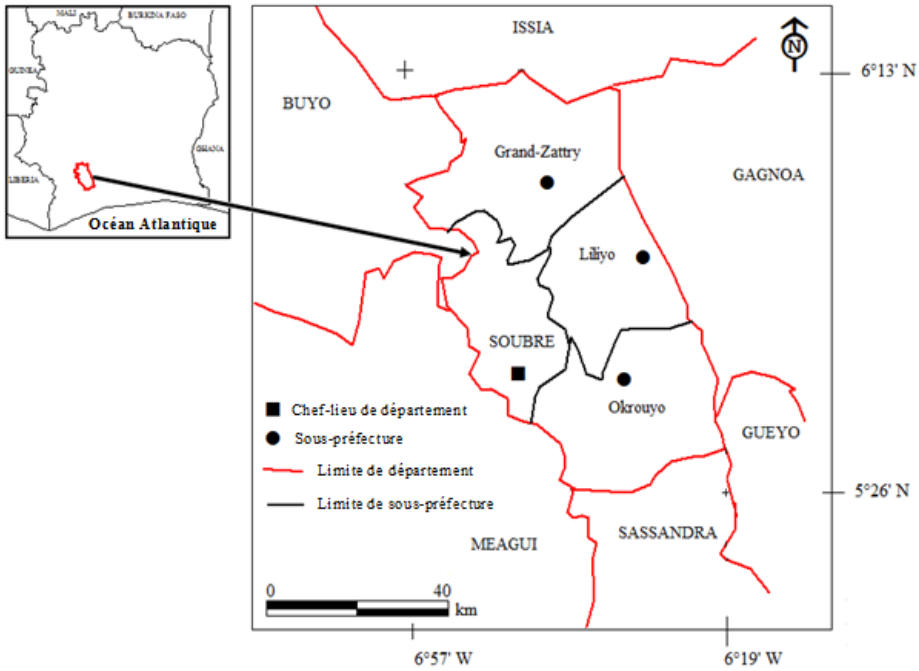 MALI
BURKINA FASO
GUINEA
GHANA
LIBERIA
Océan Atlantique
ISSIA
N
6°13' N
BUYO
Grand-Zattry
GAGNOA
Liliyo
SOUBRE
Chef-lieu de département
Okrouyo
Sous-préfecture
GUEYO
Limite de département
5°26' N
Limite de sous-préfecture
SASSANDRA
MEAGUI
0
40
km
6°57' W
6°19' W